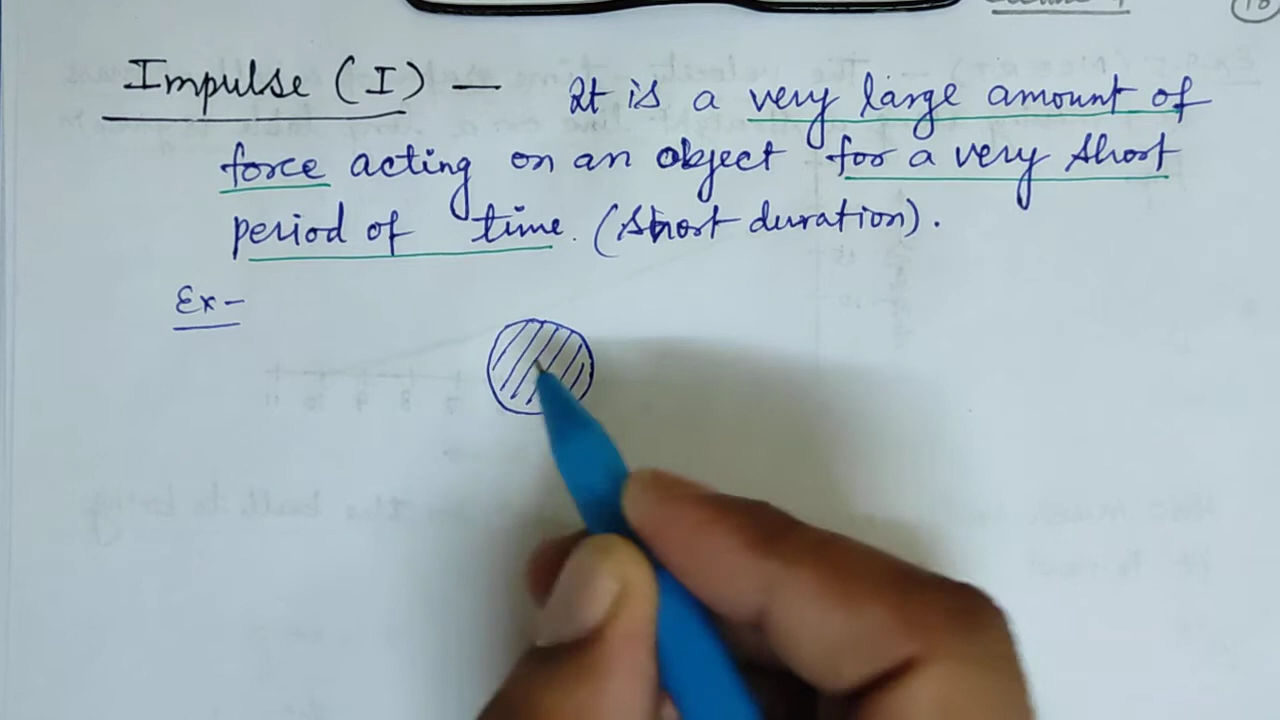 Impulse (I) — It is a very large amount of
force acting on an object for a very short
period of time. (short duration).
Ex-